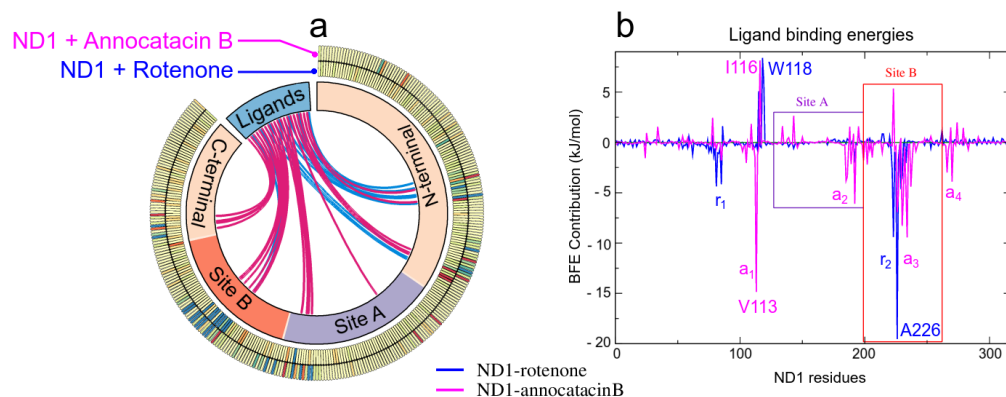 a
ND1 + Annocatacin B
ND1 + Rotenone
Ligands
N-terminal
C-terminal
Site B
Site A
ND1-rotenone
ND1-annocatacinB
b
Ligand binding energies
BFE Contribution (kJ/mol)
5
0
- 5
-10
-15
- 20
0
100
200
300
ND1 residues
I116
W118
Site A
Site B
r1
a1
V113
a2
r2
a3
a4
A226